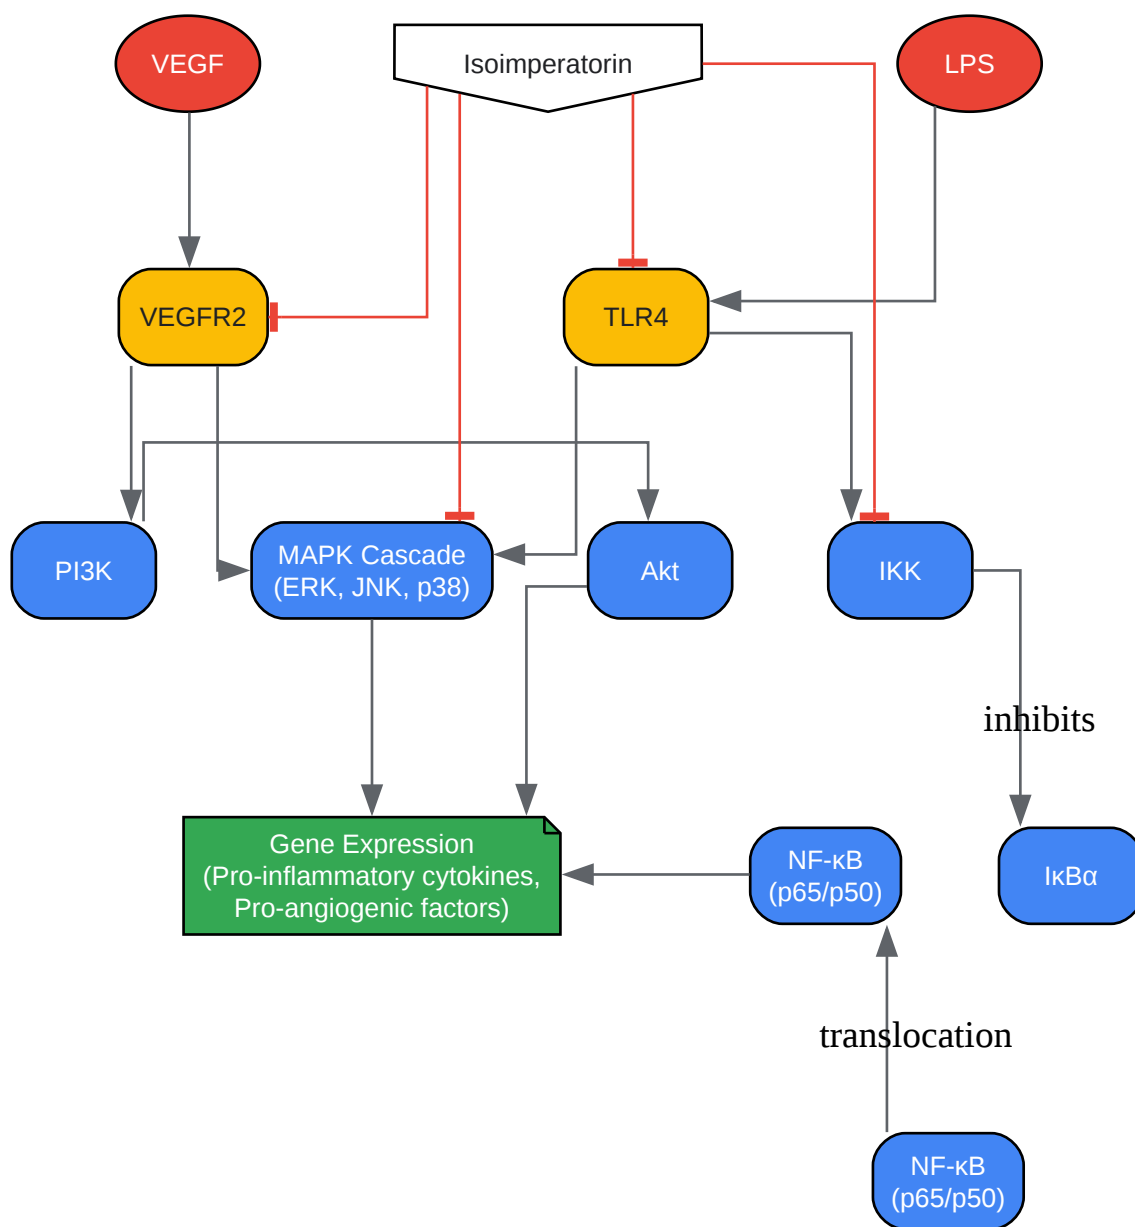 VEGF
Isoimperatorin
LPS
VEGFR2
TLR4
PI3K
MAPK Cascade
(ERK, JNK, p38)
Akt
IKK
inhibits
Gene Expression
(Pro-inflammatory cytokines,
Pro-angiogenic factors)
NF-κB
(p65/p50)
IκBα
translocation
NF-κB
(p65/p50)